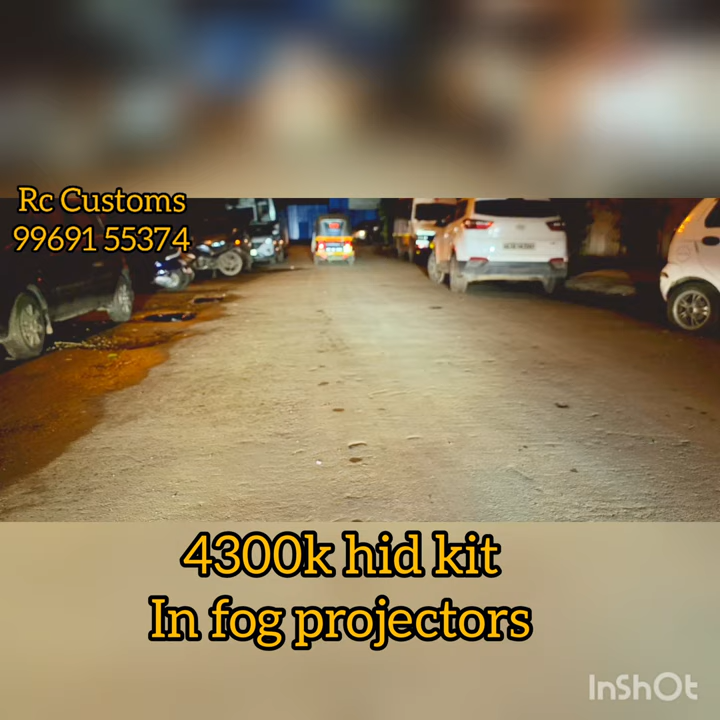 Rc Customs
99691 55374
4300k hid kit
In fog projectors
InShOt